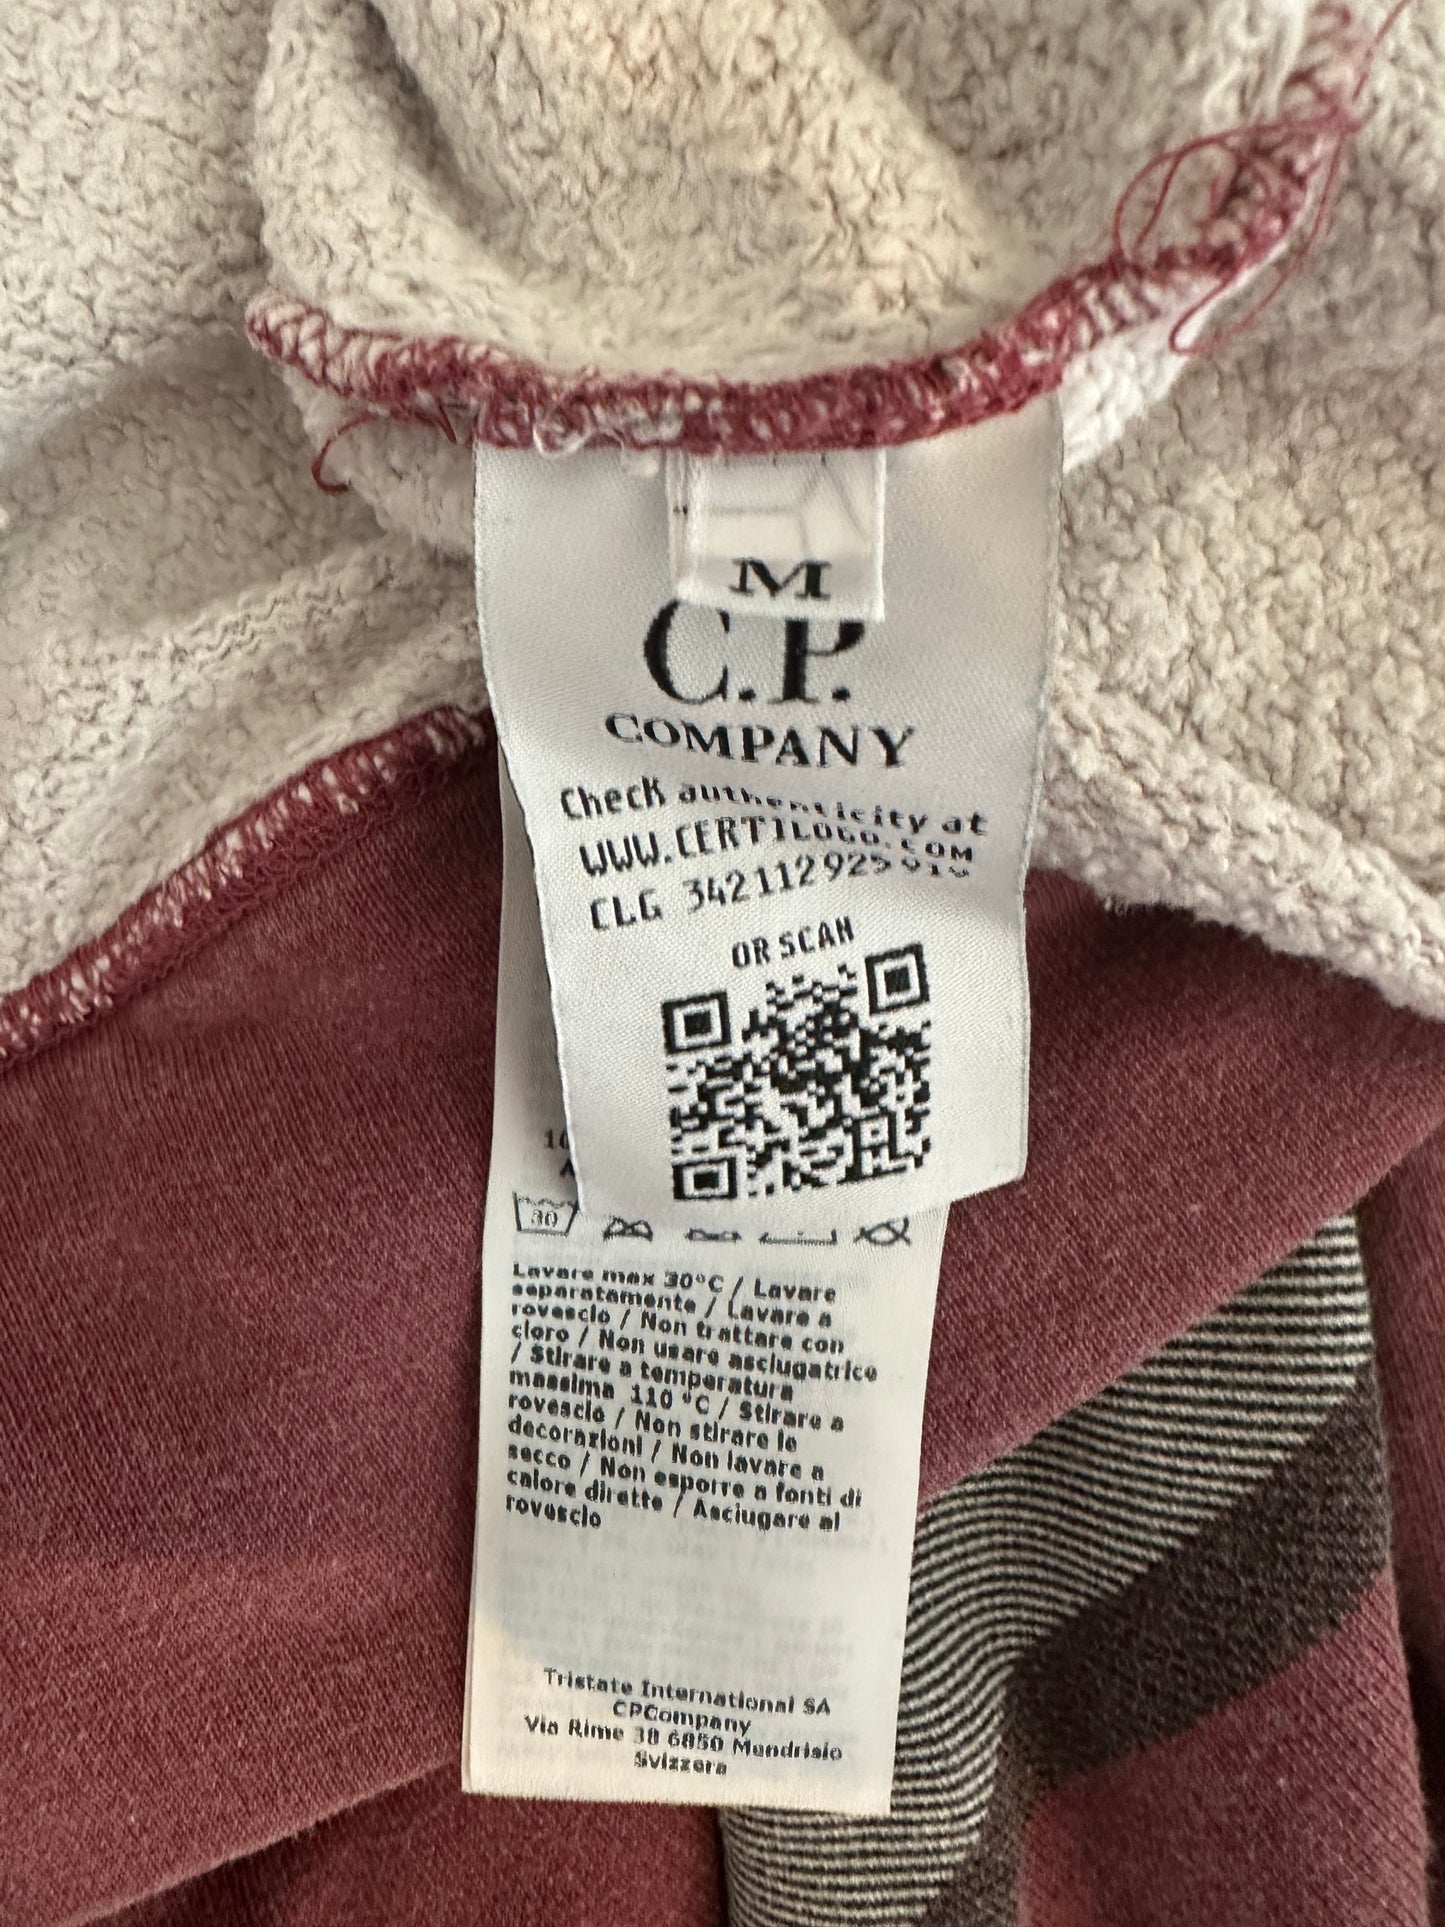 M
C.P.
COMPANY
Check authenticity at
WWW.CERTILOGO.COM
CLG 342112925
OR SCAN
30
Lavare max 30°C / Lavare
separatamente / Lavare a
rovescio / Non trattare con
cloro / Non usare asciugatrice
/ Stirare a temperatura
massima 110 °C / Stirare a
rovescio / Non stirare le
decorazioni / Non lavare a
secco / Non esporre a fonti di
calore dirette / Asciugare al
rovescio
Tristate International SA
CPCompany
Via Rime 38 6850 Mendrisio
Svizzera